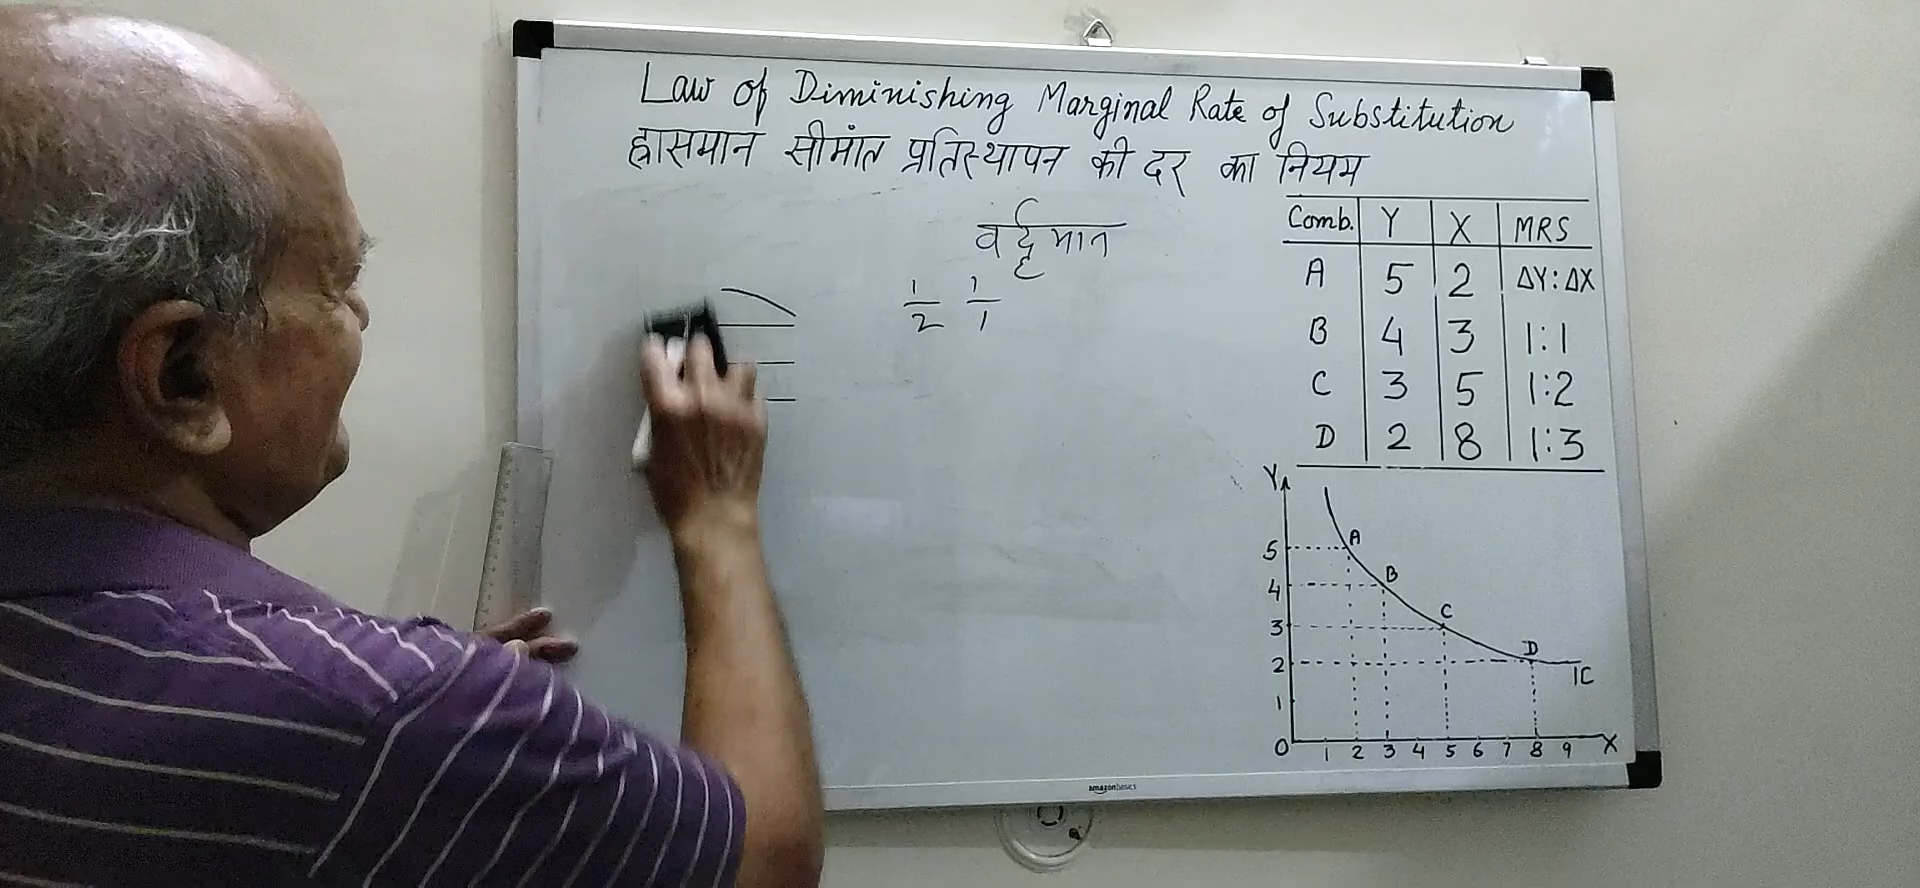 Law of Diminishing Marginal Rate of Substitution
ह्रासमान सीमांत प्रतिस्थापन की दर का नियम
वर्द्धमान
1/2 1/1
Comb. Y X MRS
A 5 2 ΔY:ΔX
B 4 3 1:1
C 3 5 1:2
D 2 8 1:3
Y
5 A
4 B
3 C
2 D
IC
1
0 1 2 3 4 5 6 7 8 9 X
amazonbasics